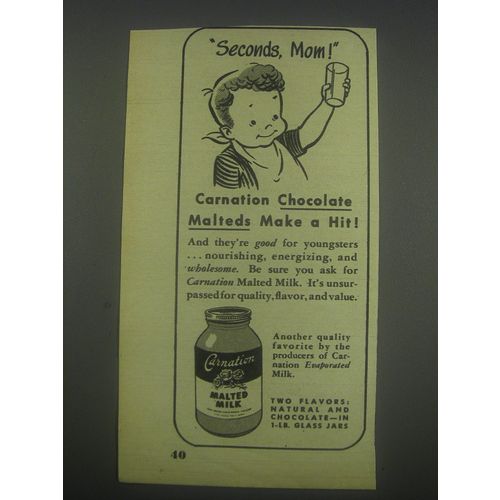 "Seconds, Mom!"
Carnation Chocolate
Malteds Make a Hit!
And they're good for youngsters
... nourishing, energizing, and
wholesome. Be sure you ask for
Carnation Malted Milk. It's unsur-
passed for quality, flavor, and value.
Another quality
favorite by the
producers of Car-
nation Evaporated
Milk.
Carnation
MALTED
MILK
TWO FLAVORS:
NATURAL AND
CHOCOLATE—IN
1-LB. GLASS JARS
40